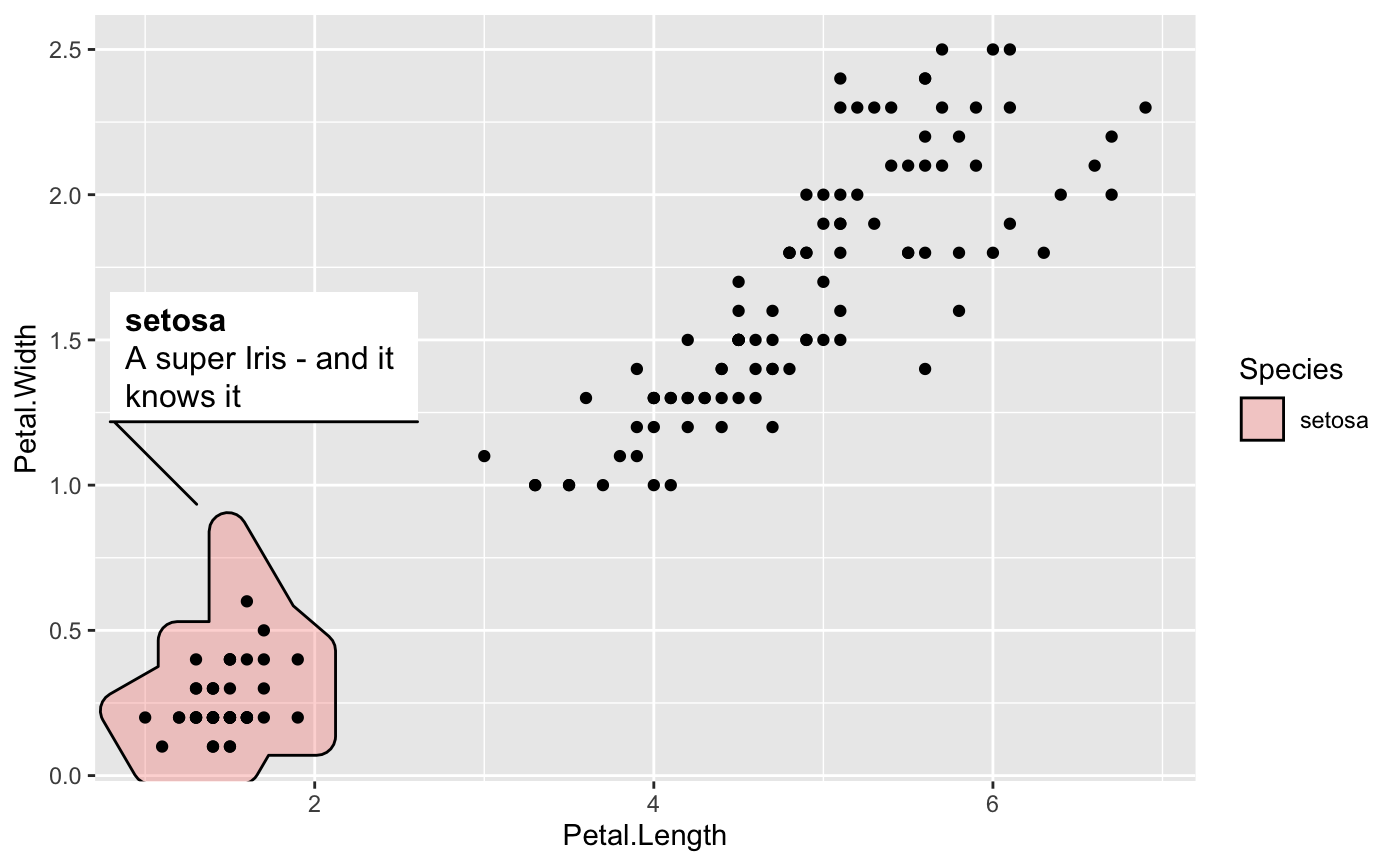 2.5
2.0
1.5
1.0
0.5
0.0
Petal.Width
setosa
A super Iris - and it
knows it
2
4
6
Petal.Length
Species
setosa